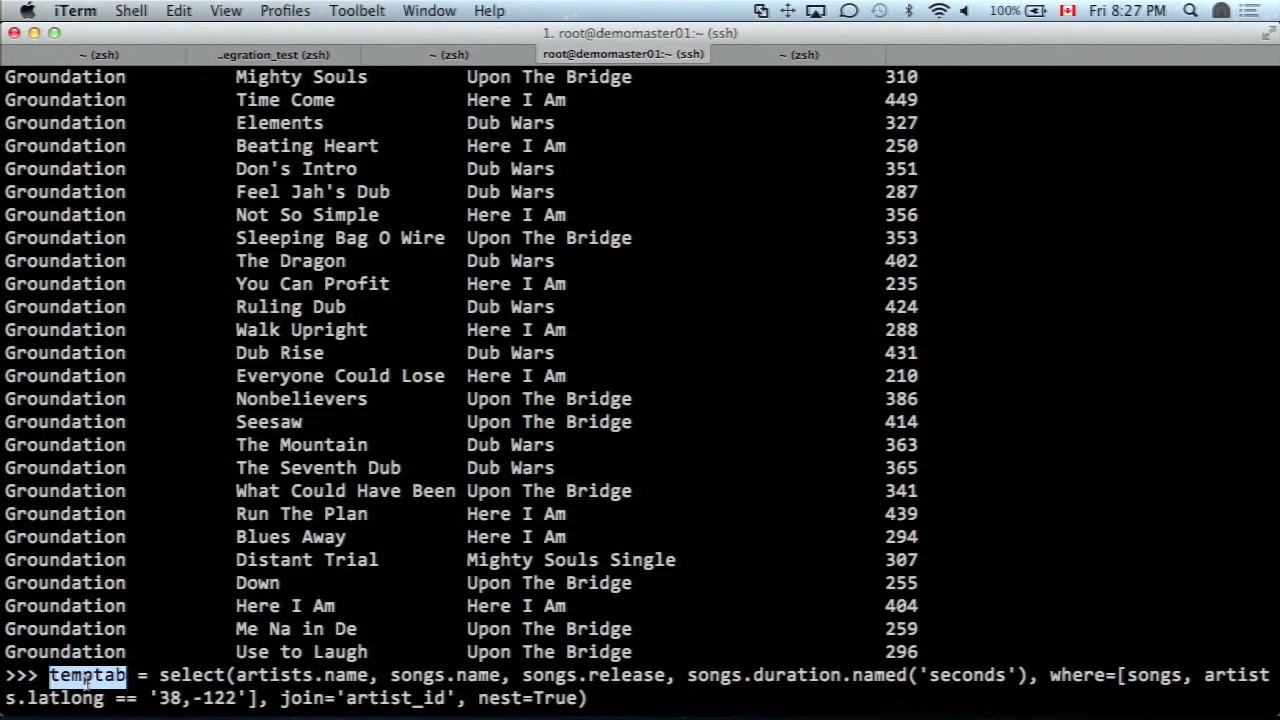 iTerm Shell Edit View Profiles Toolbelt Window Help 100% Fri 8:27 PM
1. root@demomaster01:~ (ssh)
~ (zsh) ..egration_test (zsh) ~ (zsh) root@demomaster01:~ (ssh) ~ (zsh)
Groundation Mighty Souls Upon The Bridge 310
Groundation Time Come Here I Am 449
Groundation Elements Dub Wars 327
Groundation Beating Heart Here I Am 250
Groundation Don's Intro Dub Wars 351
Groundation Feel Jah's Dub Dub Wars 287
Groundation Not So Simple Here I Am 356
Groundation Sleeping Bag O Wire Upon The Bridge 353
Groundation The Dragon Dub Wars 402
Groundation You Can Profit Here I Am 235
Groundation Ruling Dub Dub Wars 424
Groundation Walk Upright Here I Am 288
Groundation Dub Rise Dub Wars 431
Groundation Everyone Could Lose Here I Am 210
Groundation Nonbelievers Upon The Bridge 386
Groundation Seesaw Upon The Bridge 414
Groundation The Mountain Dub Wars 363
Groundation The Seventh Dub Dub Wars 365
Groundation What Could Have Been Upon The Bridge 341
Groundation Run The Plan Here I Am 439
Groundation Blues Away Here I Am 294
Groundation Distant Trial Mighty Souls Single 307
Groundation Down Upon The Bridge 255
Groundation Here I Am Here I Am 404
Groundation Me Na in De Upon The Bridge 259
Groundation Use to Laugh Upon The Bridge 296
>>> temptab = select(artists.name, songs.name, songs.release, songs.duration.named('seconds'), where=[songs, artist
s.latlong == '38,-122'], join='artist_id', nest=True)